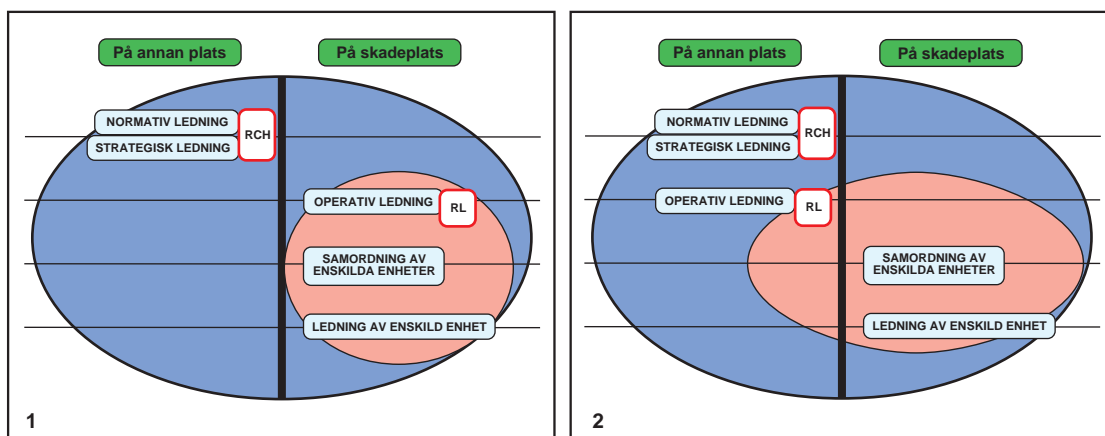 På annan plats
På skadeplats
NORMATIV LEDNING
STRATEGISK LEDNING
RCH
OPERATIV LEDNING
RL
SAMORDNING AV
ENSKILDA ENHETER
LEDNING AV ENSKILD ENHET
1
På annan plats
På skadeplats
NORMATIV LEDNING
STRATEGISK LEDNING
RCH
OPERATIV LEDNING
RL
SAMORDNING AV
ENSKILDA ENHETER
LEDNING AV ENSKILD ENHET
2